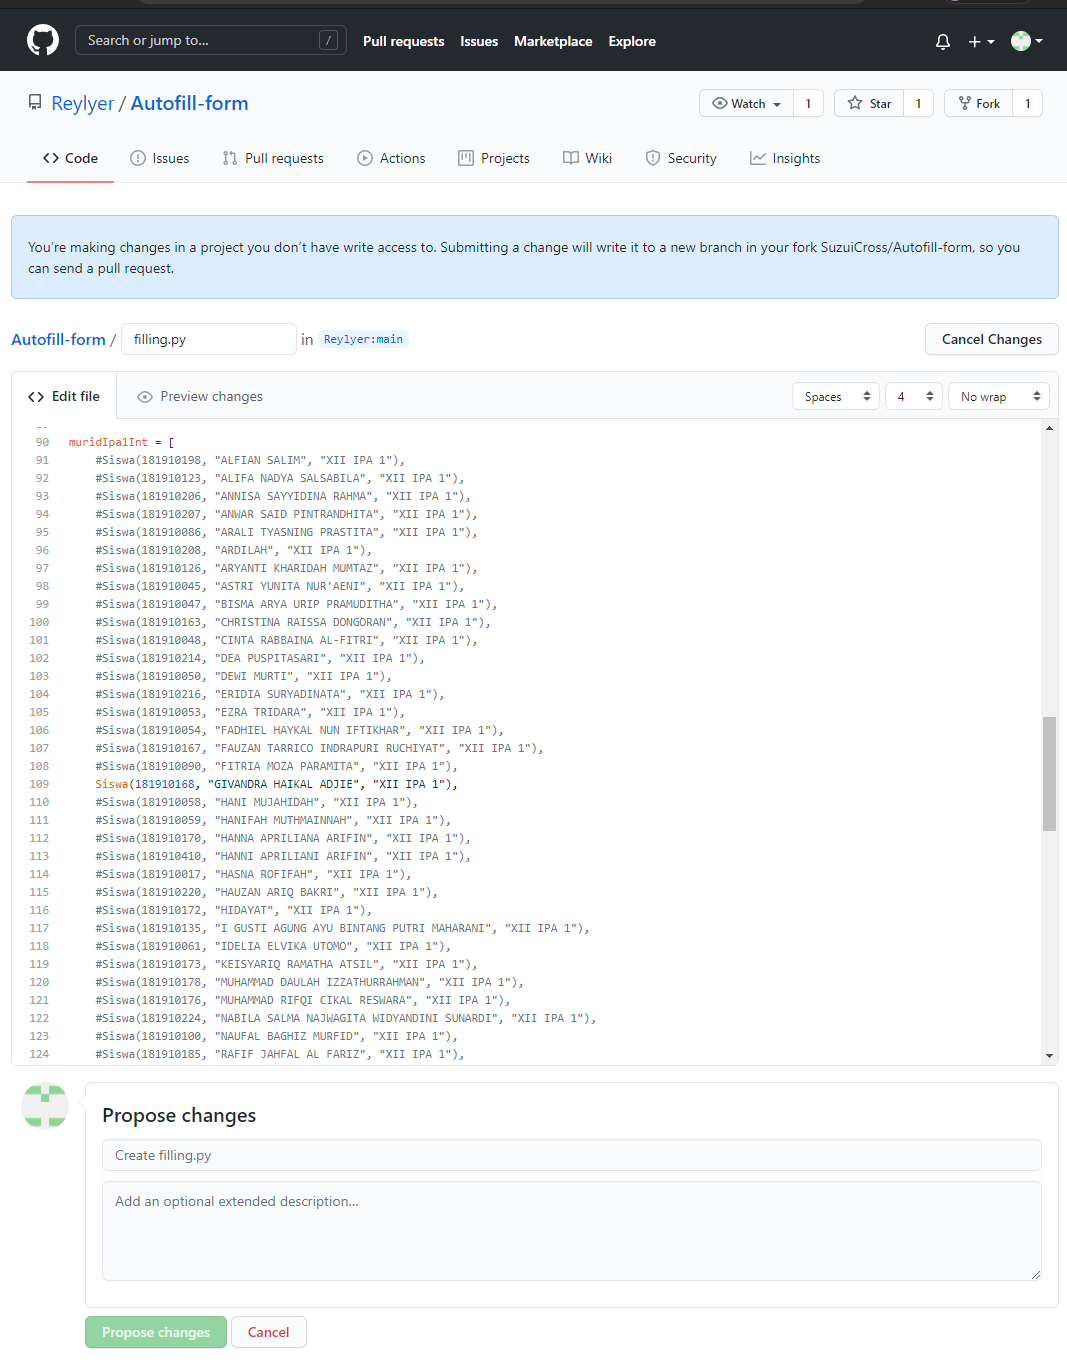 Search or jump to...
/
Pull requests Issues Marketplace Explore
Reylyer / Autofill-form
Watch 1
Star 1
Fork 1
Code
Issues
Pull requests
Actions
Projects
Wiki
Security
Insights
You’re making changes in a project you don’t have write access to. Submitting a change will write it to a new branch in your fork SuzuiCross/Autofill-form, so you
can send a pull request.
Autofill-form / filling.py in Reylyer:main
Cancel Changes
Edit file
Preview changes
Spaces 4 No wrap
90 muridIpa1Int = [
91 #Siswa(181910198, "ALFIAN SALIM", "XII IPA 1"),
92 #Siswa(181910123, "ALIFA NADYA SALSABILA", "XII IPA 1"),
93 #Siswa(181910206, "ANNISA SAYYIDINA RAHMA", "XII IPA 1"),
94 #Siswa(181910207, "ANWAR SAID PINTRANDHITA", "XII IPA 1"),
95 #Siswa(181910086, "ARALI TYASNING PRASTITA", "XII IPA 1"),
96 #Siswa(181910208, "ARDILAH", "XII IPA 1"),
97 #Siswa(181910126, "ARYANTI KHARIDAH MUMTAZ", "XII IPA 1"),
98 #Siswa(181910045, "ASTRI YUNITA NUR'AENI", "XII IPA 1"),
99 #Siswa(181910047, "BISMA ARYA URIP PRAMUDITHA", "XII IPA 1"),
100 #Siswa(181910163, "CHRISTINA RAISSA DONGORAN", "XII IPA 1"),
101 #Siswa(181910048, "CINTA RABBAINA AL-FITRI", "XII IPA 1"),
102 #Siswa(181910214, "DEA PUSPITASARI", "XII IPA 1"),
103 #Siswa(181910050, "DEWI MURTI", "XII IPA 1"),
104 #Siswa(181910216, "ERIDIA SURYADINATA", "XII IPA 1"),
105 #Siswa(181910053, "EZRA TRIDARA", "XII IPA 1"),
106 #Siswa(181910054, "FADHIEL HAYKAL NUN IFTIKHAR", "XII IPA 1"),
107 #Siswa(181910167, "FAUZAN TARRICO INDRAPURI RUCHIYAT", "XII IPA 1"),
108 #Siswa(181910090, "FITRIA MOZA PARAMITA", "XII IPA 1"),
109 Siswa(181910168, "GIVANDRA HAIKAL ADJIE", "XII IPA 1"),
110 #Siswa(181910058, "HANI MUJAHIDAH", "XII IPA 1"),
111 #Siswa(181910059, "HANIFAH MUTHMAINNAH", "XII IPA 1"),
112 #Siswa(181910170, "HANNA APRILIANA ARIFIN", "XII IPA 1"),
113 #Siswa(181910410, "HANNI APRILIANI ARIFIN", "XII IPA 1"),
114 #Siswa(181910017, "HASNA ROFIFAH", "XII IPA 1"),
115 #Siswa(181910220, "HAUZAN ARIQ BAKRI", "XII IPA 1"),
116 #Siswa(181910172, "HIDAYAT", "XII IPA 1"),
117 #Siswa(181910135, "I GUSTI AGUNG AYU BINTANG PUTRI MAHARANI", "XII IPA 1"),
118 #Siswa(181910061, "IDELIA ELVIKA UTOMO", "XII IPA 1"),
119 #Siswa(181910173, "KEISYARIQ RAMATHA ATSIL", "XII IPA 1"),
120 #Siswa(181910178, "MUHAMMAD DAULAH IZZATHURRAHMAN", "XII IPA 1"),
121 #Siswa(181910176, "MUHAMMAD RIFQI CIKAL RESWARA", "XII IPA 1"),
122 #Siswa(181910224, "NABILA SALMA NAJWAGITA WIDYANDINI SUNARDI", "XII IPA 1"),
123 #Siswa(181910100, "NAUFAL BAGHIZ MURFID", "XII IPA 1"),
124 #Siswa(181910185, "RAFIF JAHFAL AL FARIZ", "XII IPA 1"),
Propose changes
Create filling.py
Add an optional extended description...
Propose changes
Cancel